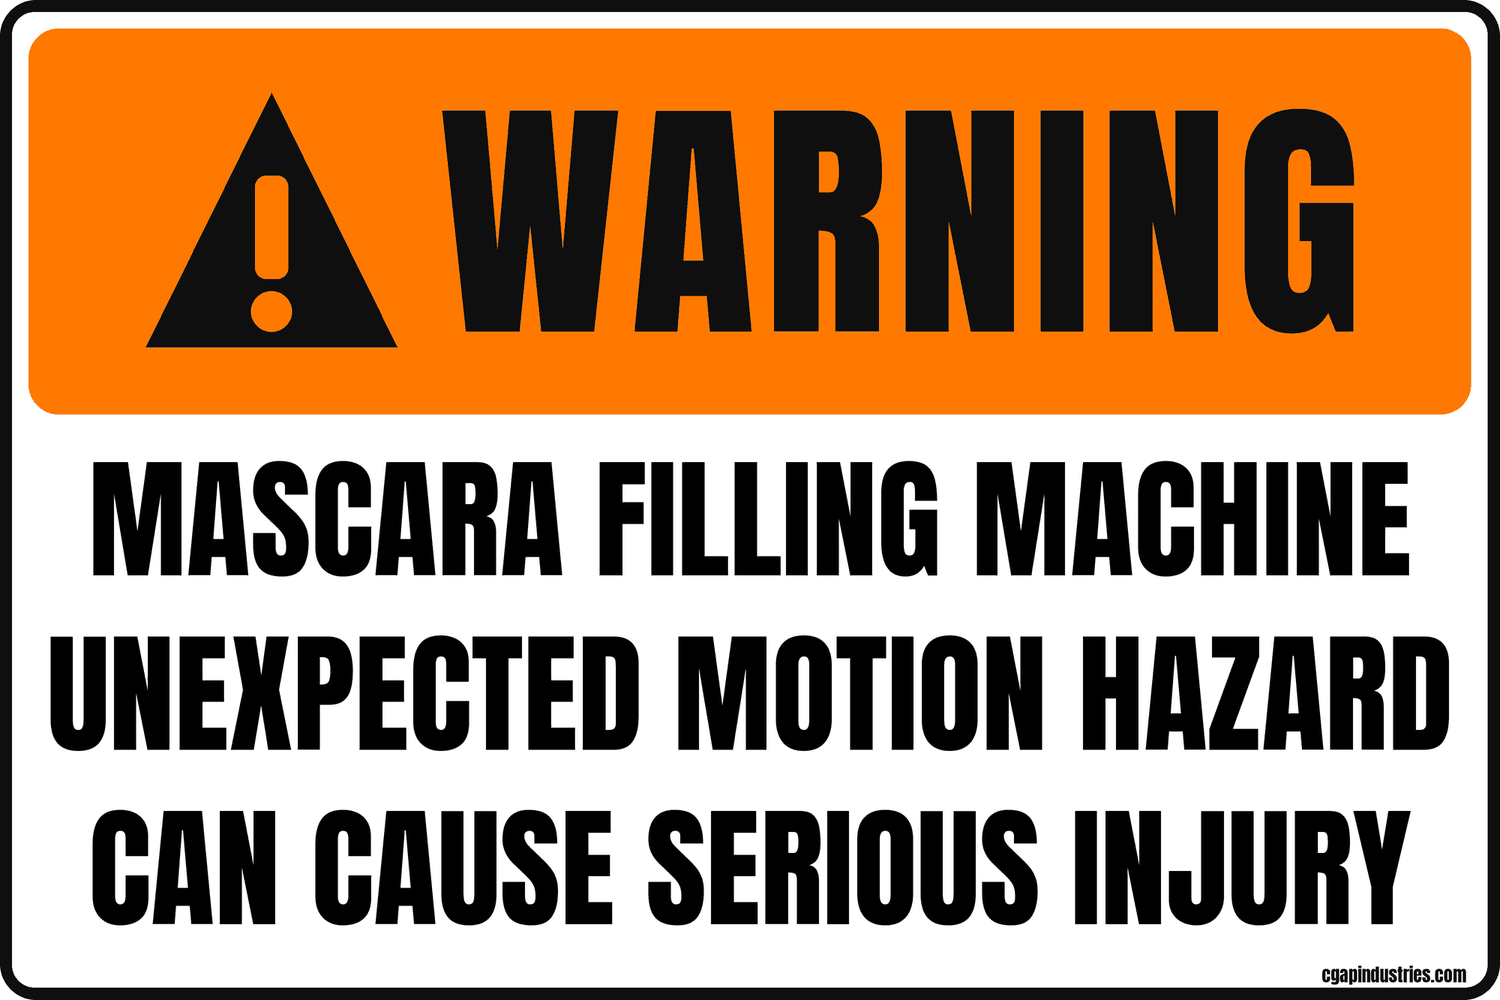 WARNING
MASCARA FILLING MACHINE
UNEXPECTED MOTION HAZARD
CAN CAUSE SERIOUS INJURY
cgapindustries.com